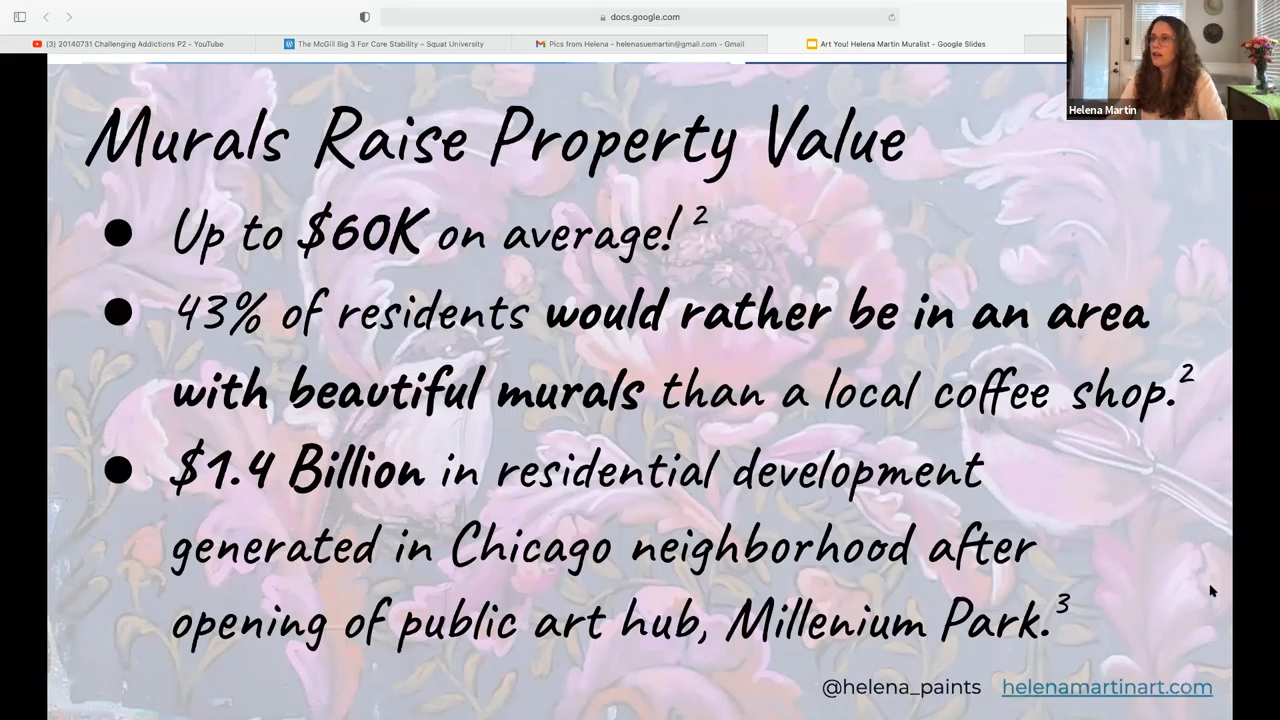 docs.google.com
(3) 20140731 Challenging Addictions P2 - YouTube
The McGill Big 3 For Core Stability – Squat University
Pics from Helena - helenasuemartin@gmail.com - Gmail
Art You! Helena Martin Muralist - Google Slides
Helena Martin
Murals Raise Property Value
● Up to $60K on average! 2
● 43% of residents would rather be in an area
with beautiful murals than a local coffee shop.2
● $1.4 Billion in residential development
generated in Chicago neighborhood after
opening of public art hub, Millenium Park.3
@helena_paints helenamartinart.com